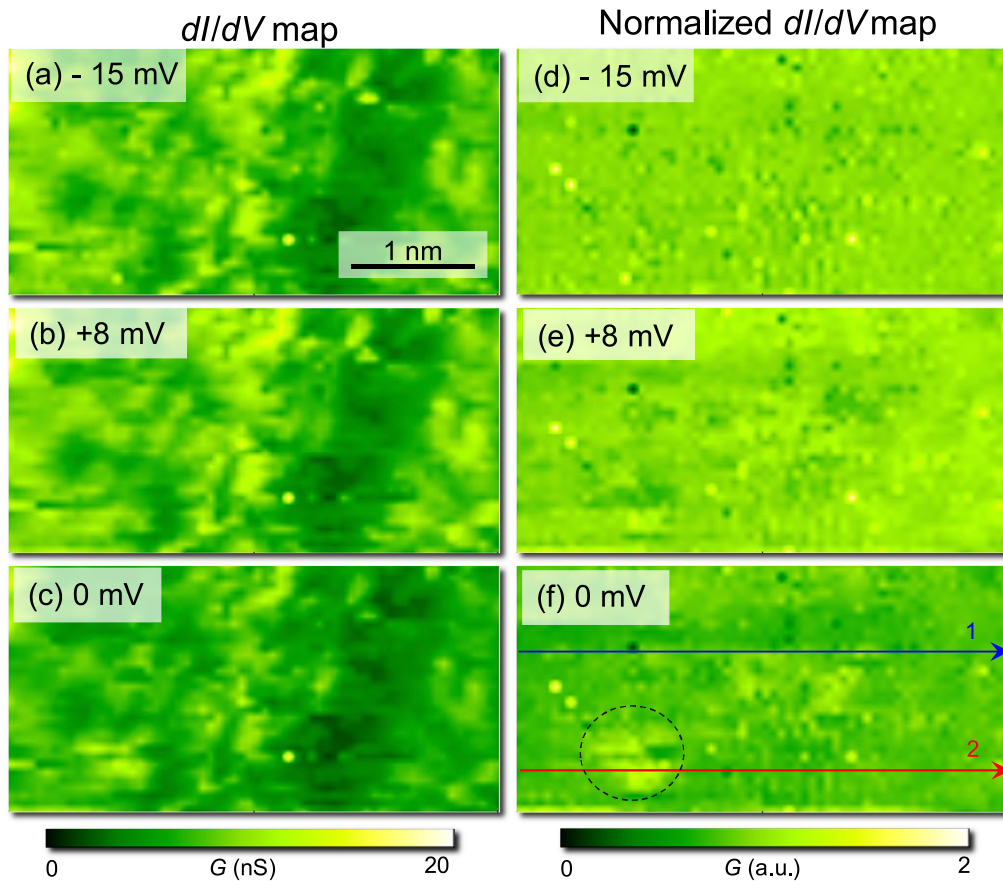 dI/dV map
Normalized dI/dV map
(a) - 15 mV
(d) - 15 mV
1 nm
(b) +8 mV
(e) +8 mV
(c) 0 mV
(f) 0 mV
1
2
0 G (nS) 20
0 G (a.u.) 2